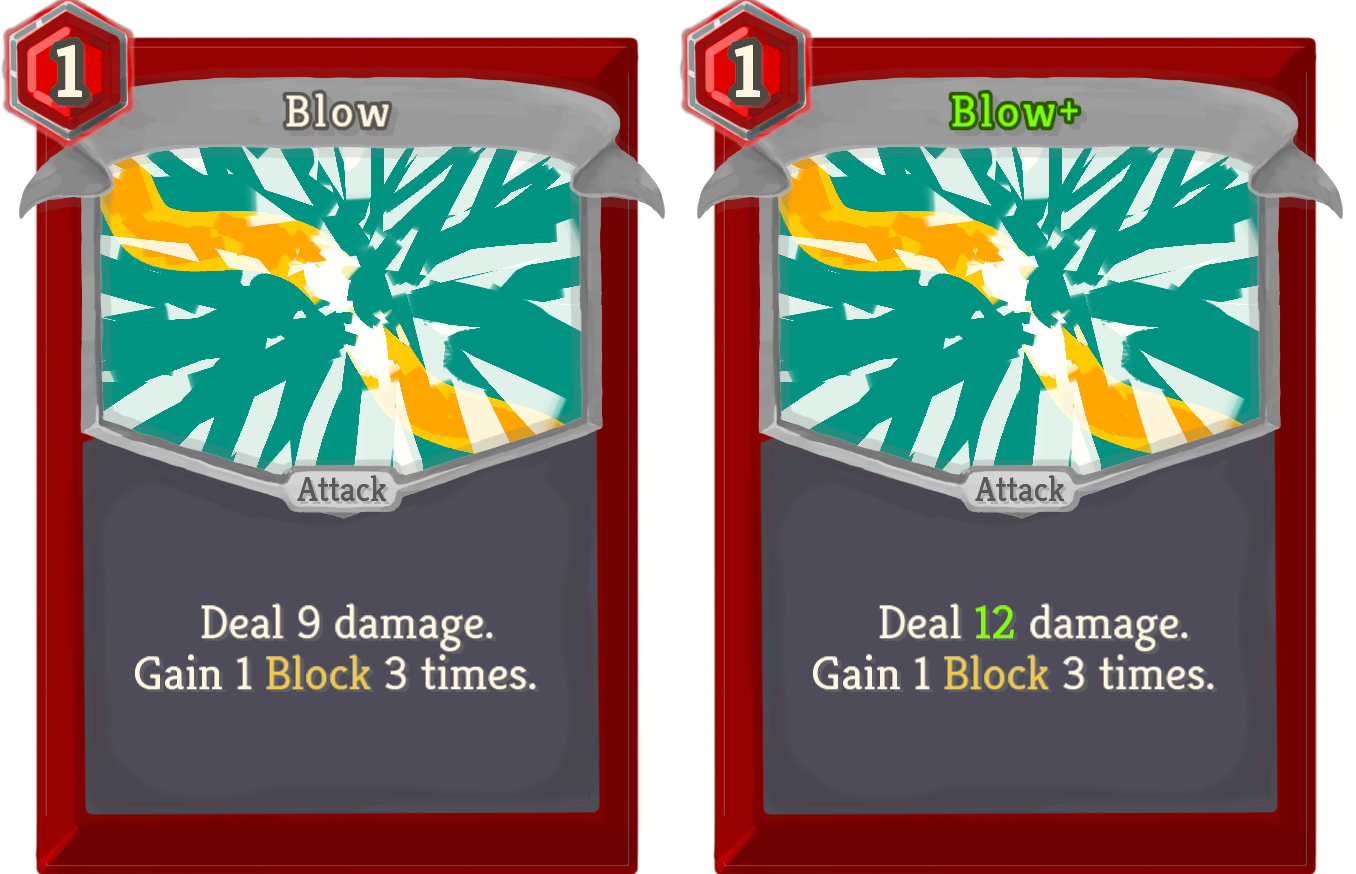 1
Blow
Attack
Deal 9 damage.
Gain 1 Block 3 times.
1
Blow+
Attack
Deal 12 damage.
Gain 1 Block 3 times.